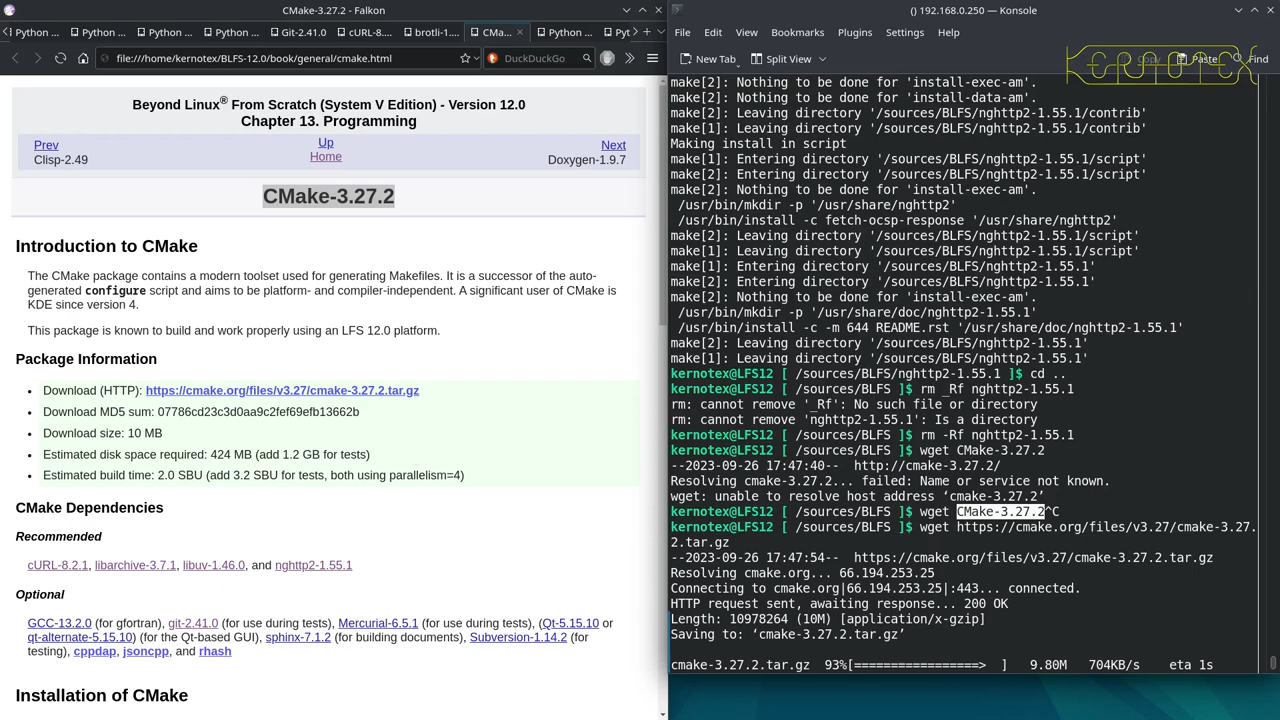 CMake-3.27.2 - Falkon
Python ... Python ... Python ... Python ... Git-2.41.0 cURL-8.... brotli-1.... CMa... Python ... Pyt
file:///home/kernotex/BLFS-12.0/book/general/cmake.html
DuckDuckGo
Beyond Linux® From Scratch (System V Edition) - Version 12.0
Chapter 13. Programming
Prev Up Next
Clisp-2.49 Home Doxygen-1.9.7
CMake-3.27.2
Introduction to CMake
The CMake package contains a modern toolset used for generating Makefiles. It is a successor of the auto-
generated configure script and aims to be platform- and compiler-independent. A significant user of CMake is
KDE since version 4.
This package is known to build and work properly using an LFS 12.0 platform.
Package Information
• Download (HTTP): https://cmake.org/files/v3.27/cmake-3.27.2.tar.gz
• Download MD5 sum: 07786cd23c3d0aa9c2fef69efb13662b
• Download size: 10 MB
• Estimated disk space required: 424 MB (add 1.2 GB for tests)
• Estimated build time: 2.0 SBU (add 3.2 SBU for tests, both using parallelism=4)
CMake Dependencies
Recommended
cURL-8.2.1, libarchive-3.7.1, libuv-1.46.0, and nghttp2-1.55.1
Optional
GCC-13.2.0 (for gfortran), git-2.41.0 (for use during tests), Mercurial-6.5.1 (for use during tests), (Qt-5.15.10 or
qt-alternate-5.15.10) (for the Qt-based GUI), sphinx-7.1.2 (for building documents), Subversion-1.14.2 (for
testing), cppdap, jsoncpp, and rhash
Installation of CMake
() 192.168.0.250 — Konsole
File Edit View Bookmarks Plugins Settings Help
New Tab Split View Copy Paste Find
KERNOTEX
make[2]: Nothing to be done for 'install-exec-am'.
make[2]: Nothing to be done for 'install-data-am'.
make[2]: Leaving directory '/sources/BLFS/nghttp2-1.55.1/contrib'
make[1]: Leaving directory '/sources/BLFS/nghttp2-1.55.1/contrib'
Making install in script
make[1]: Entering directory '/sources/BLFS/nghttp2-1.55.1/script'
make[2]: Entering directory '/sources/BLFS/nghttp2-1.55.1/script'
make[2]: Nothing to be done for 'install-exec-am'.
/usr/bin/mkdir -p '/usr/share/nghttp2'
/usr/bin/install -c fetch-ocsp-response '/usr/share/nghttp2'
make[2]: Leaving directory '/sources/BLFS/nghttp2-1.55.1/script'
make[1]: Leaving directory '/sources/BLFS/nghttp2-1.55.1/script'
make[1]: Entering directory '/sources/BLFS/nghttp2-1.55.1'
make[2]: Entering directory '/sources/BLFS/nghttp2-1.55.1'
make[2]: Nothing to be done for 'install-exec-am'.
/usr/bin/mkdir -p '/usr/share/doc/nghttp2-1.55.1'
/usr/bin/install -c -m 644 README.rst '/usr/share/doc/nghttp2-1.55.1'
make[2]: Leaving directory '/sources/BLFS/nghttp2-1.55.1'
make[1]: Leaving directory '/sources/BLFS/nghttp2-1.55.1'
kernotex@LFS12 [ /sources/BLFS/nghttp2-1.55.1 ]$ cd ..
kernotex@LFS12 [ /sources/BLFS ]$ rm _Rf nghttp2-1.55.1
rm: cannot remove '_Rf': No such file or directory
rm: cannot remove 'nghttp2-1.55.1': Is a directory
kernotex@LFS12 [ /sources/BLFS ]$ rm -Rf nghttp2-1.55.1
kernotex@LFS12 [ /sources/BLFS ]$ wget CMake-3.27.2
--2023-09-26 17:47:40-- http://cmake-3.27.2/
Resolving cmake-3.27.2... failed: Name or service not known.
wget: unable to resolve host address ‘cmake-3.27.2’
kernotex@LFS12 [ /sources/BLFS ]$ wget CMake-3.27.2^C
kernotex@LFS12 [ /sources/BLFS ]$ wget https://cmake.org/files/v3.27/cmake-3.27.
2.tar.gz
--2023-09-26 17:47:54-- https://cmake.org/files/v3.27/cmake-3.27.2.tar.gz
Resolving cmake.org... 66.194.253.25
Connecting to cmake.org|66.194.253.25|:443... connected.
HTTP request sent, awaiting response... 200 OK
Length: 10978264 (10M) [application/x-gzip]
Saving to: ‘cmake-3.27.2.tar.gz’
cmake-3.27.2.tar.gz 93%[=================> ] 9.80M 704KB/s eta 1s